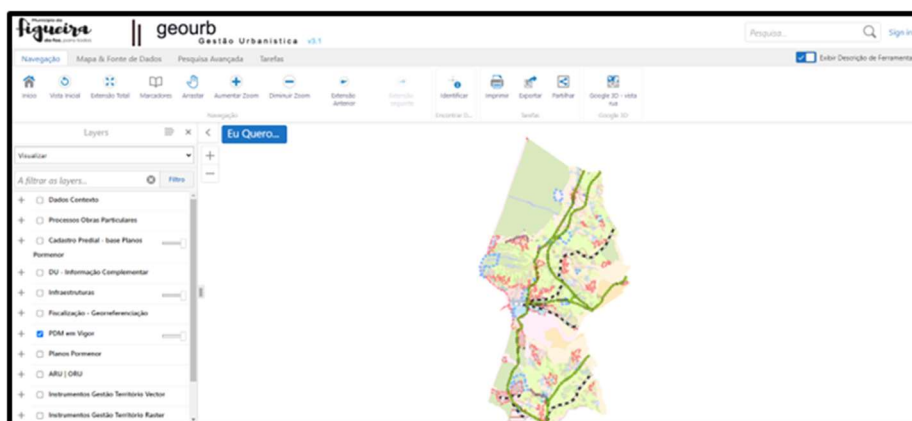 Município da
figueira
da foz, para todos
geourb
Gestão Urbanística v3.1
Pesquisa...
Sign in
Navegação Mapa & Fonte de Dados Pesquisa Avançada Tarefas
Exibir Descrição de Ferramenta
Início Vista Inicial Extensão Total Marcadores Arrastar Aumentar Zoom Diminuir Zoom Extensão Anterior Extensão seguinte Identificar Imprimir Exportar Partilhar Google 3D - vista rua
Navegação Encontrar D... Tarefas Google 3D
Layers
Eu Quero...
Visualizar
A filtrar as layers... Filtro
Dados Contexto
Processos Obras Particulares
Cadastro Predial - base Planos
Pormenor
DU - Informação Complementar
Infraestruturas
Fiscalização - Georeferenciação
PDM em Vigor
Planos Pormenor
ARU | ORU
Instrumentos Gestão Território Vector
Instrumentos Gestão Território Raster